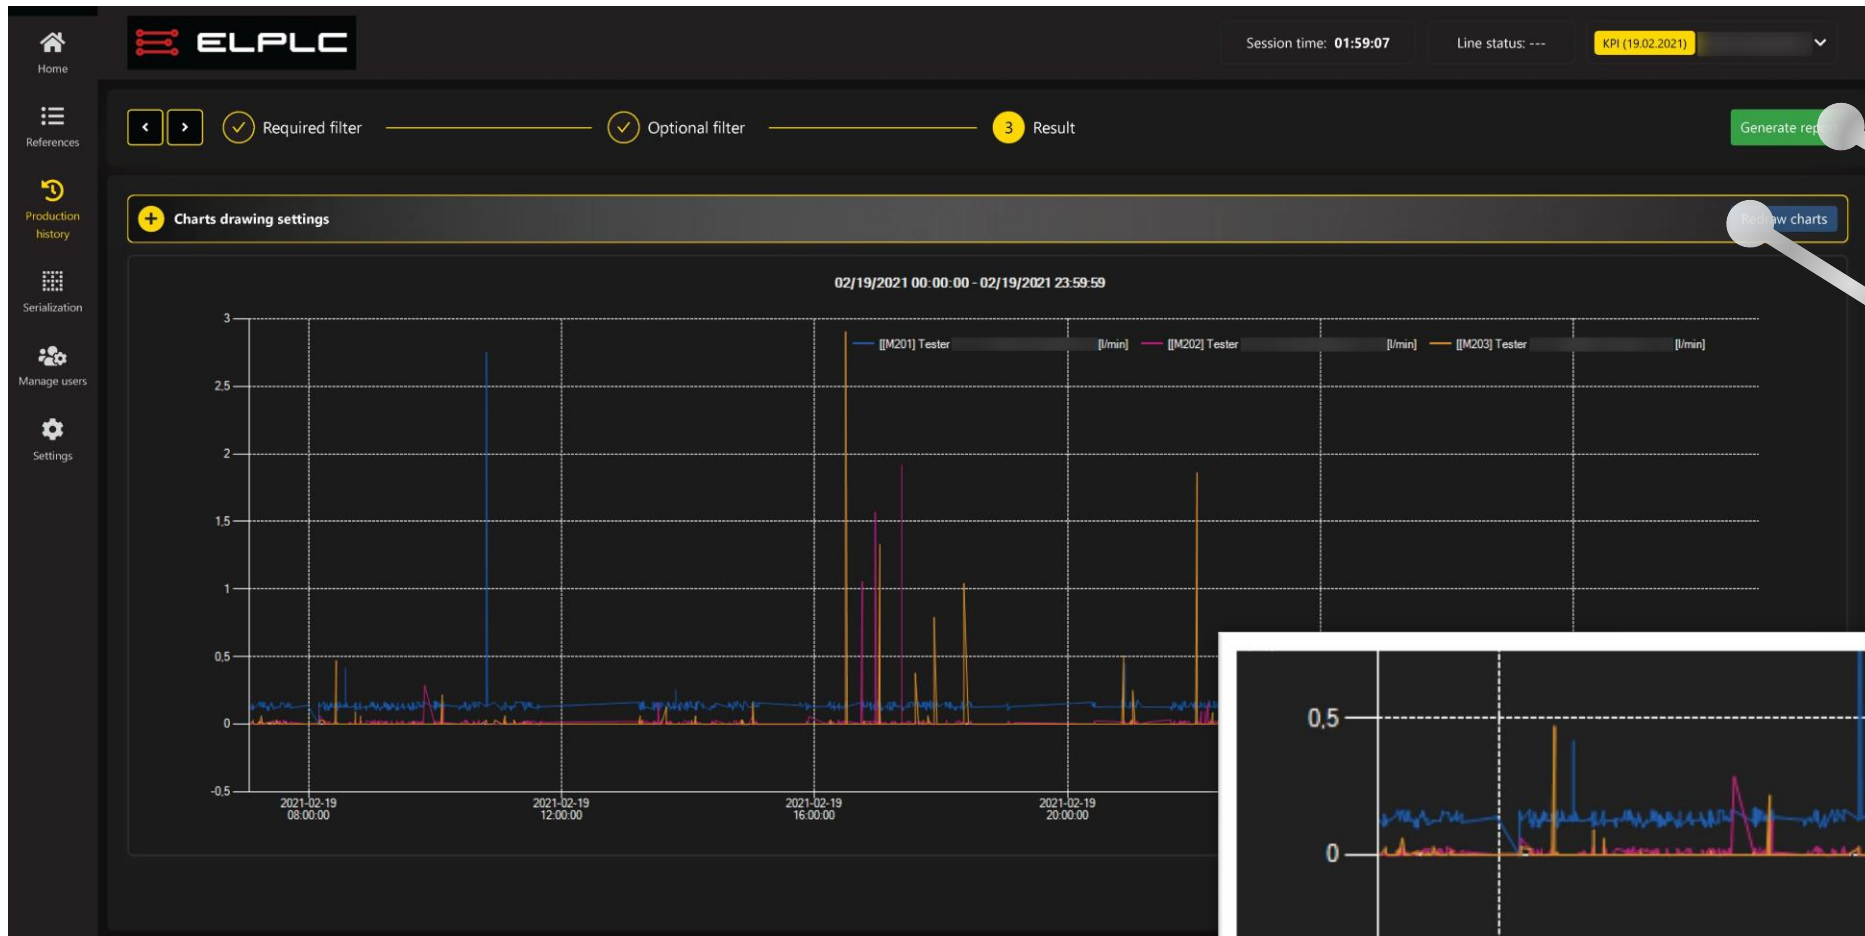 ELPLC
Session time: 01:59:07
Line status: ---
KPI (19.02.2021)
Home
References
Production
history
Serialization
Manage users
Settings
Required filter
Optional filter
3 Result
Generate
Charts drawing settings
Redraw charts
02/19/2021 00:00:00 - 02/19/2021 23:59:59
[[M201] Tester [l/min] [[M202] Tester [l/min] [[M203] Tester [l/min]
3
2,5
2
1,5
1
0,5
0
-0,5
2021-02-19
08:00:00
2021-02-19
12:00:00
2021-02-19
16:00:00
2021-02-19
20:00:00
0,5
0